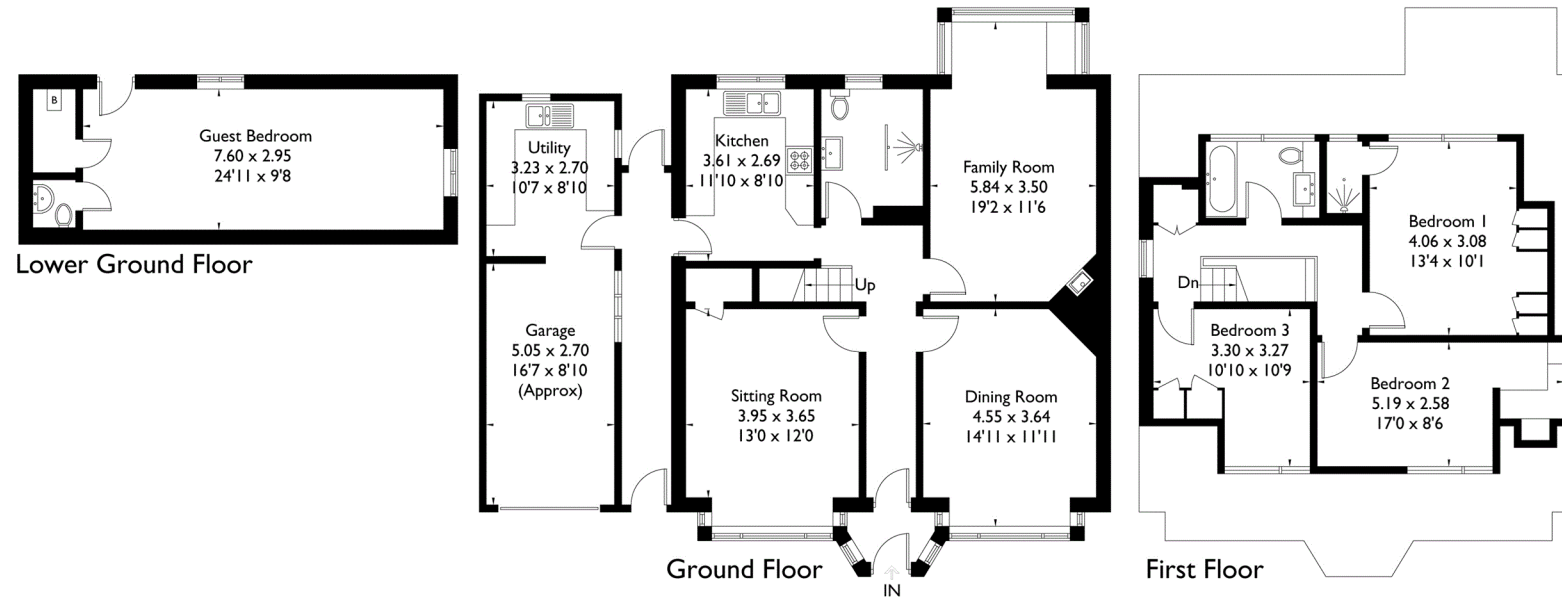 B
Guest Bedroom
7.60 x 2.95
24'11 x 9'8
Lower Ground Floor
Utility
3.23 x 2.70
10'7 x 8'10
Garage
5.05 x 2.70
16'7 x 8'10
(Approx)
Kitchen
3.61 x 2.69
11'10 x 8'10
Family Room
5.84 x 3.50
19'2 x 11'6
Up
Sitting Room
3.95 x 3.65
13'0 x 12'0
Dining Room
4.55 x 3.64
14'11 x 11'11
IN
Ground Floor
Bedroom 1
4.06 x 3.08
13'4 x 10'1
Dn
Bedroom 3
3.30 x 3.27
10'10 x 10'9
Bedroom 2
5.19 x 2.58
17'0 x 8'6
First Floor